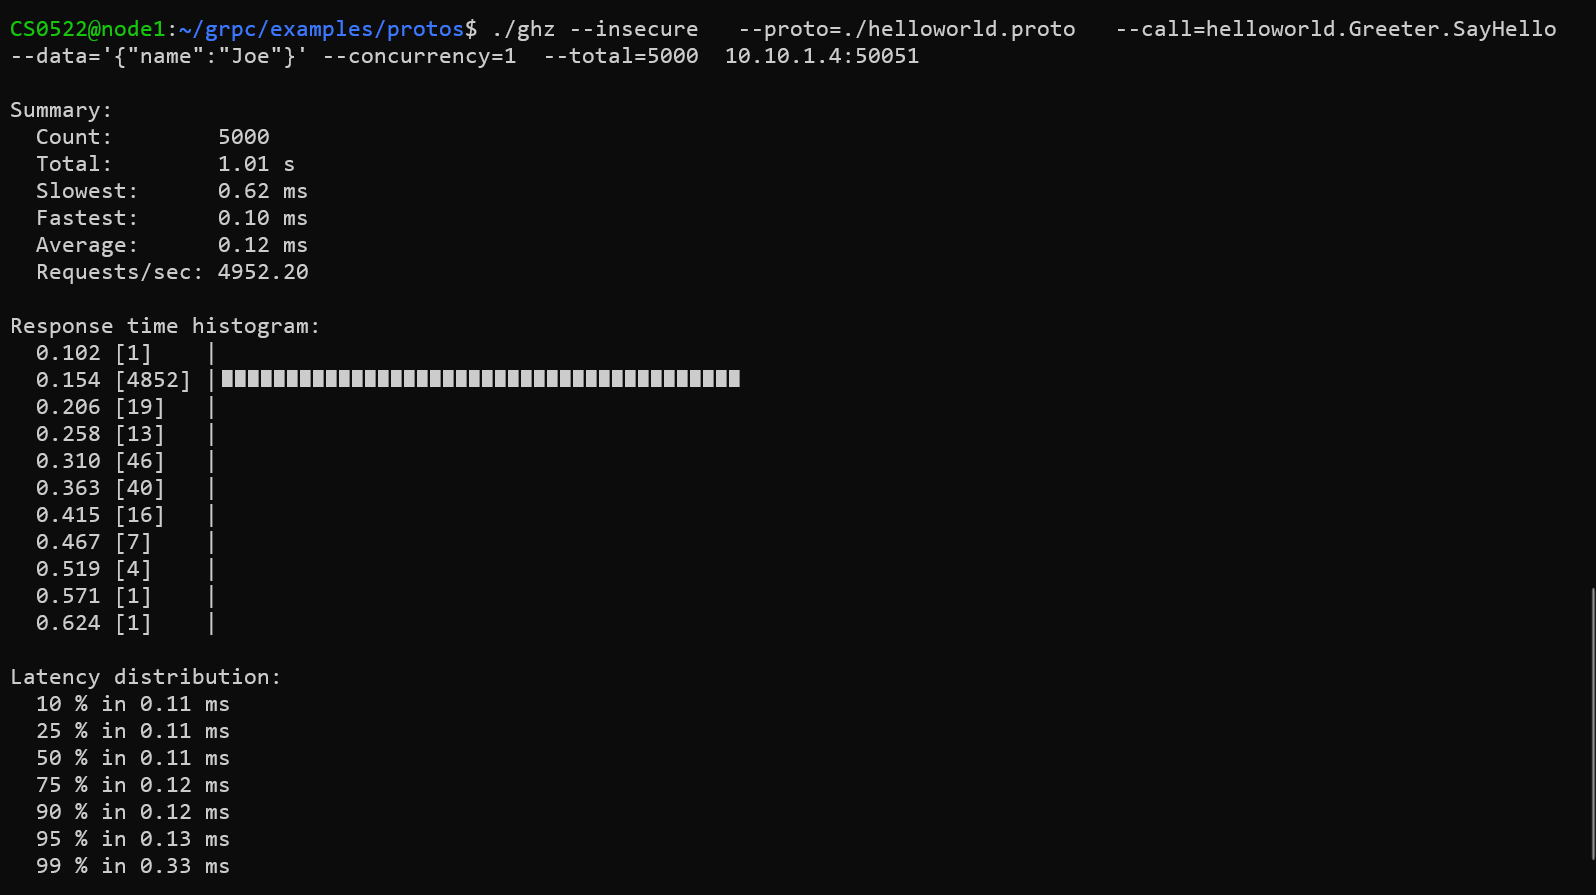 CS0522@node1:~/grpc/examples/protos$ ./ghz --insecure   --proto=./helloworld.proto   --call=helloworld.Greeter.SayHello
--data='{"name":"Joe"}' --concurrency=1  --total=5000  10.10.1.4:50051
Summary:
  Count:        5000
  Total:        1.01 s
  Slowest:      0.62 ms
  Fastest:      0.10 ms
  Average:      0.12 ms
  Requests/sec: 4952.20
Response time histogram:
  0.102 [1]    |
  0.154 [4852] |∎∎∎∎∎∎∎∎∎∎∎∎∎∎∎∎∎∎∎∎∎∎∎∎∎∎∎∎∎∎∎∎∎∎∎∎∎∎∎∎
  0.206 [19]   |
  0.258 [13]   |
  0.310 [46]   |
  0.363 [40]   |
  0.415 [16]   |
  0.467 [7]    |
  0.519 [4]    |
  0.571 [1]    |
  0.624 [1]    |
Latency distribution:
  10 % in 0.11 ms
  25 % in 0.11 ms
  50 % in 0.11 ms
  75 % in 0.12 ms
  90 % in 0.12 ms
  95 % in 0.13 ms
  99 % in 0.33 ms